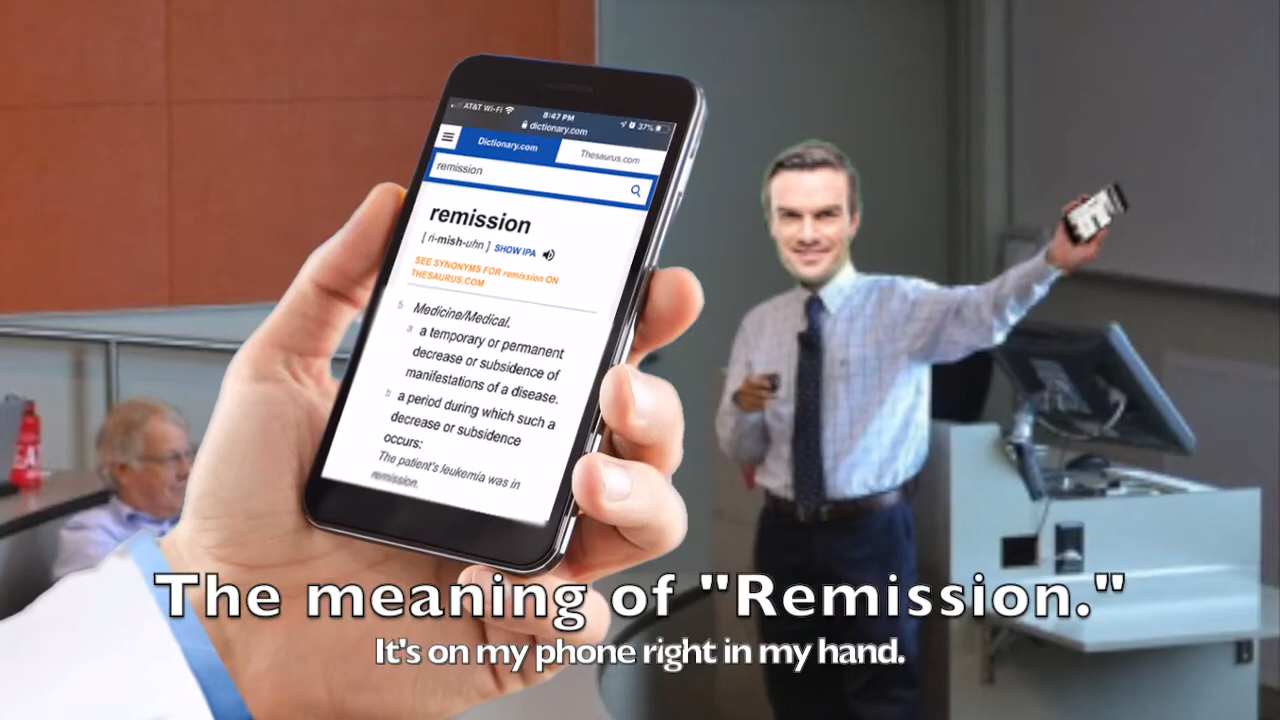 AT&T Wi-Fi 8:47 PM 37%
dictionary.com
Dictionary.com Thesaurus.com
remission
remission
[ ri-mish-uhn ] SHOW IPA
SEE SYNONYMS FOR remission ON
THESAURUS.COM
5 Medicine/Medical.
a a temporary or permanent
decrease or subsidence of
manifestations of a disease.
b a period during which such a
decrease or subsidence
occurs:
The patient's leukemia was in
remission.
The meaning of "Remission."
It's on my phone right in my hand.